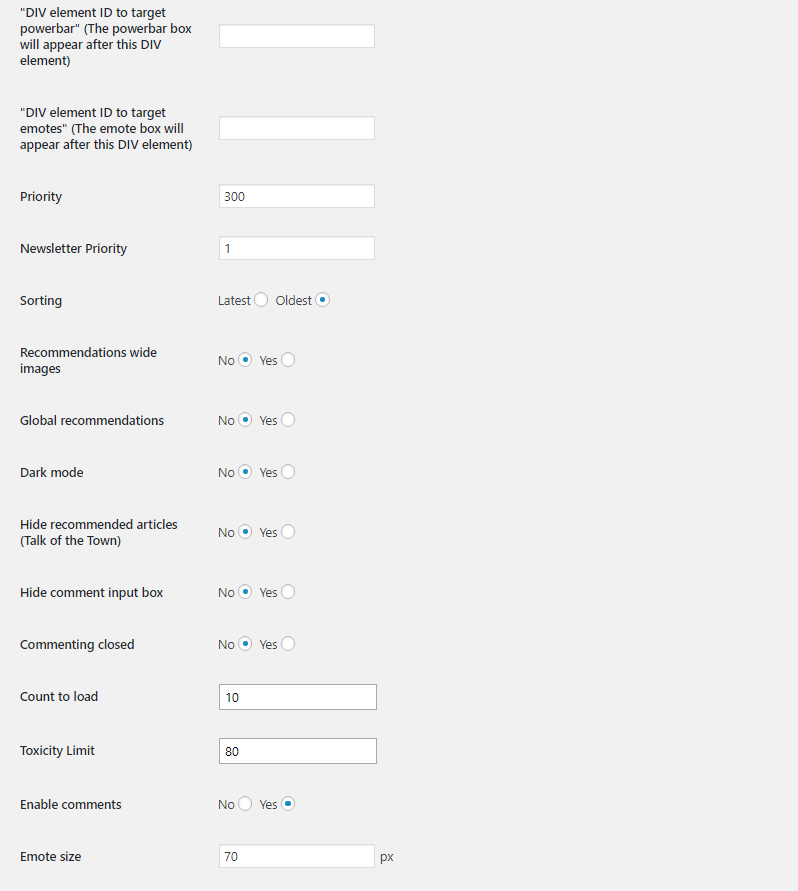 "DIV element ID to target
powerbar" (The powerbar box
will appear after this DIV
element)
"DIV element ID to target
emotes" (The emote box will
appear after this DIV element)
Priority 300
Newsletter Priority 1
Sorting Latest Oldest
Recommendations wide
images No Yes
Global recommendations No Yes
Dark mode No Yes
Hide recommended articles
(Talk of the Town) No Yes
Hide comment input box No Yes
Commenting closed No Yes
Count to load 10
Toxicity Limit 80
Enable comments No Yes
Emote size 70 px